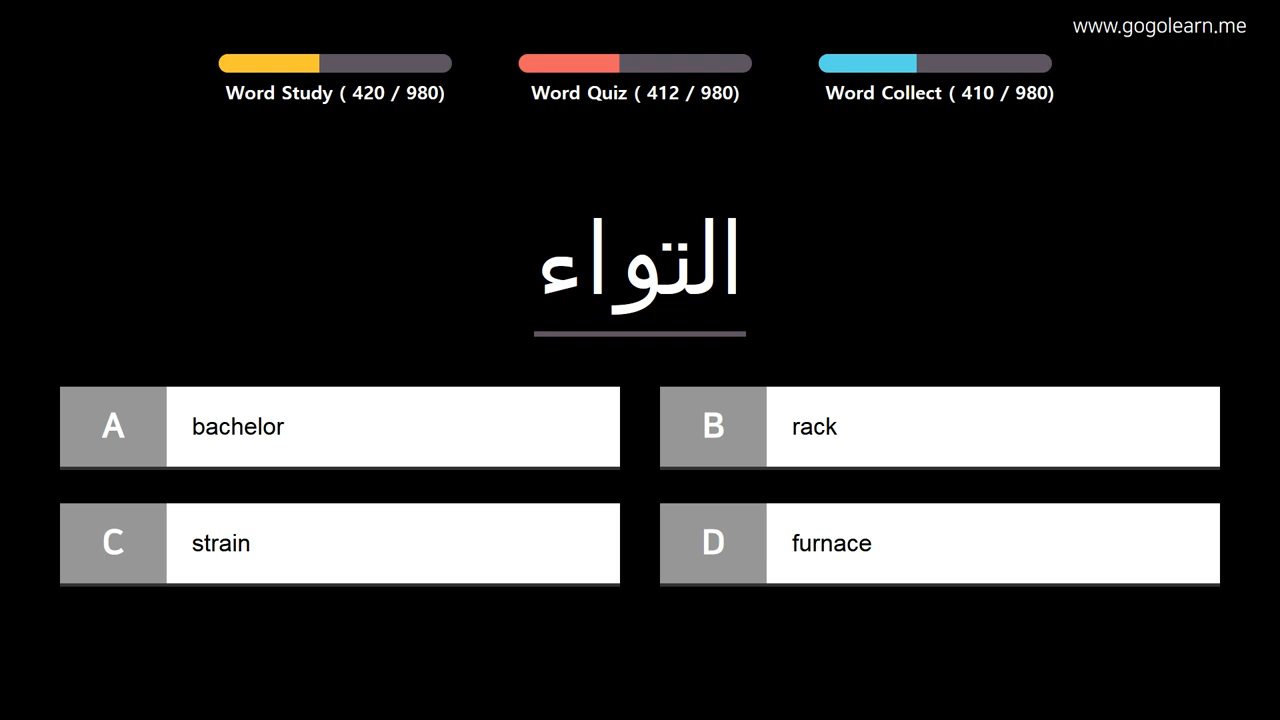 www.gogolearn.me
Word Study ( 420 / 980)
Word Quiz ( 412 / 980)
Word Collect ( 410 / 980)
التواء
A bachelor
B rack
C strain
D furnace